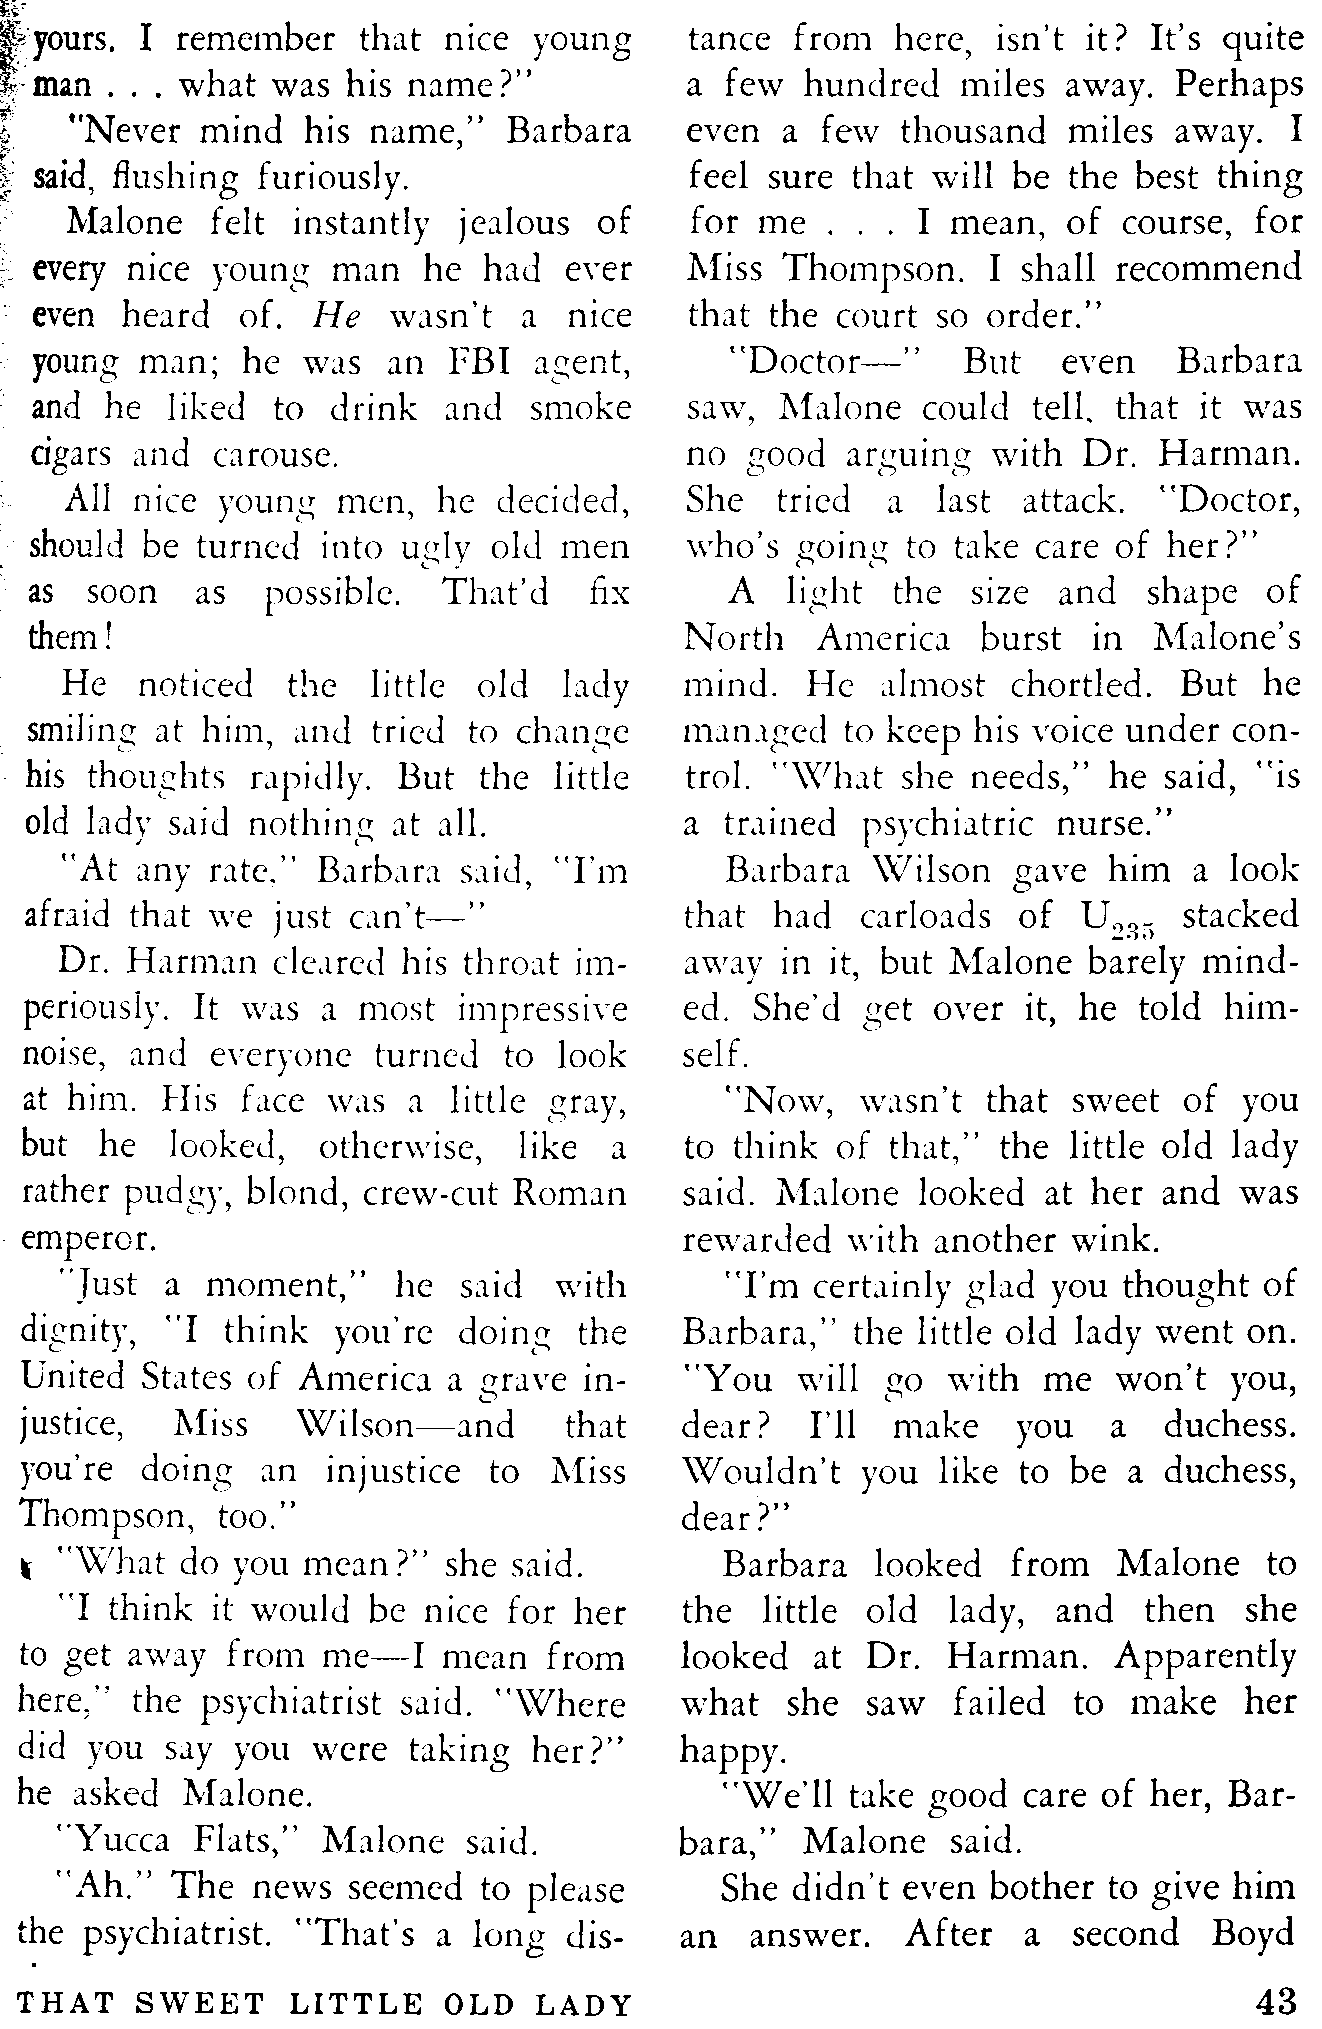 yours. I remember that nice young
man . . . what was his name?"
"Never mind his name," Barbara
said, flushing furiously.
Malone felt instantly jealous of
every nice young man he had ever
even heard of. He wasn't a nice
young man; he was an FBI agent,
and he liked to drink and smoke
cigars and carouse.
All nice young men, he decided,
should be turned into ugly old men
as soon as possible. That'd fix
them!
He noticed the little old lady
smiling at him, and tried to change
his thoughts rapidly. But the little
old lady said nothing at all.
"At any rate," Barbara said, "I'm
afraid that we just can't—"
Dr. Harman cleared his throat im-
periously. It was a most impressive
noise, and everyone turned to look
at him. His face was a little gray,
but he looked, otherwise, like a
rather pudgy, blond, crew-cut Roman
emperor.
"Just a moment," he said with
dignity, "I think you're doing the
United States of America a grave in-
justice, Miss Wilson—and that
you're doing an injustice to Miss
Thompson, too."
"What do you mean?" she said.
"I think it would be nice for her
to get away from me—I mean from
here," the psychiatrist said. "Where
did you say you were taking her?"
he asked Malone.
"Yucca Flats," Malone said.
"Ah." The news seemed to please
the psychiatrist. "That's a long dis-
tance from here, isn't it? It's quite
a few hundred miles away. Perhaps
even a few thousand miles away. I
feel sure that will be the best thing
for me . . . I mean, of course, for
Miss Thompson. I shall recommend
that the court so order."
"Doctor—" But even Barbara
saw, Malone could tell, that it was
no good arguing with Dr. Harman.
She tried a last attack. "Doctor,
who's going to take care of her?"
A light the size and shape of
North America burst in Malone's
mind. He almost chortled. But he
managed to keep his voice under con-
trol. "What she needs," he said, "is
a trained psychiatric nurse."
Barbara Wilson gave him a look
that had carloads of U₂₃₅ stacked
away in it, but Malone barely mind-
ed. She'd get over it, he told him-
self.
"Now, wasn't that sweet of you
to think of that," the little old lady
said. Malone looked at her and was
rewarded with another wink.
"I'm certainly glad you thought of
Barbara," the little old lady went on.
"You will go with me won't you,
dear? I'll make you a duchess.
Wouldn't you like to be a duchess,
dear?"
Barbara looked from Malone to
the little old lady, and then she
looked at Dr. Harman. Apparently
what she saw failed to make her
happy.
"We'll take good care of her, Bar-
bara," Malone said.
She didn't even bother to give him
an answer. After a second Boyd
THAT SWEET LITTLE OLD LADY
43